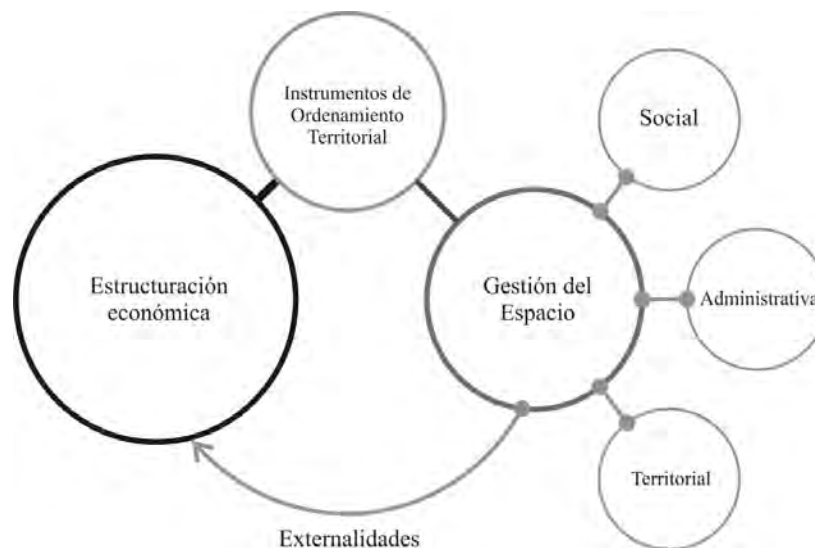 Instrumentos de
Ordenamiento
Territorial
Social
Estructuración
económica
Gestión del
Espacio
Administrativa
Territorial
Externalidades